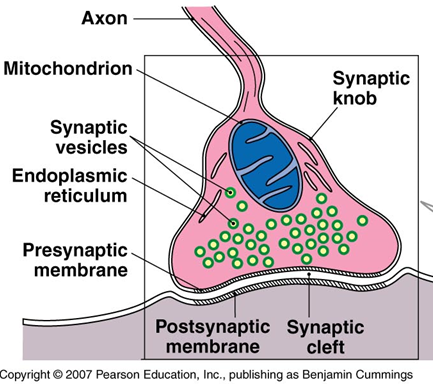 Axon
Mitochondrion
Synaptic
knob
Synaptic
vesicles
Endoplasmic
reticulum
Presynaptic
membrane
Postsynaptic
membrane
Synaptic
cleft
Copyright © 2007 Pearson Education, Inc., publishing as Benjamin Cummings